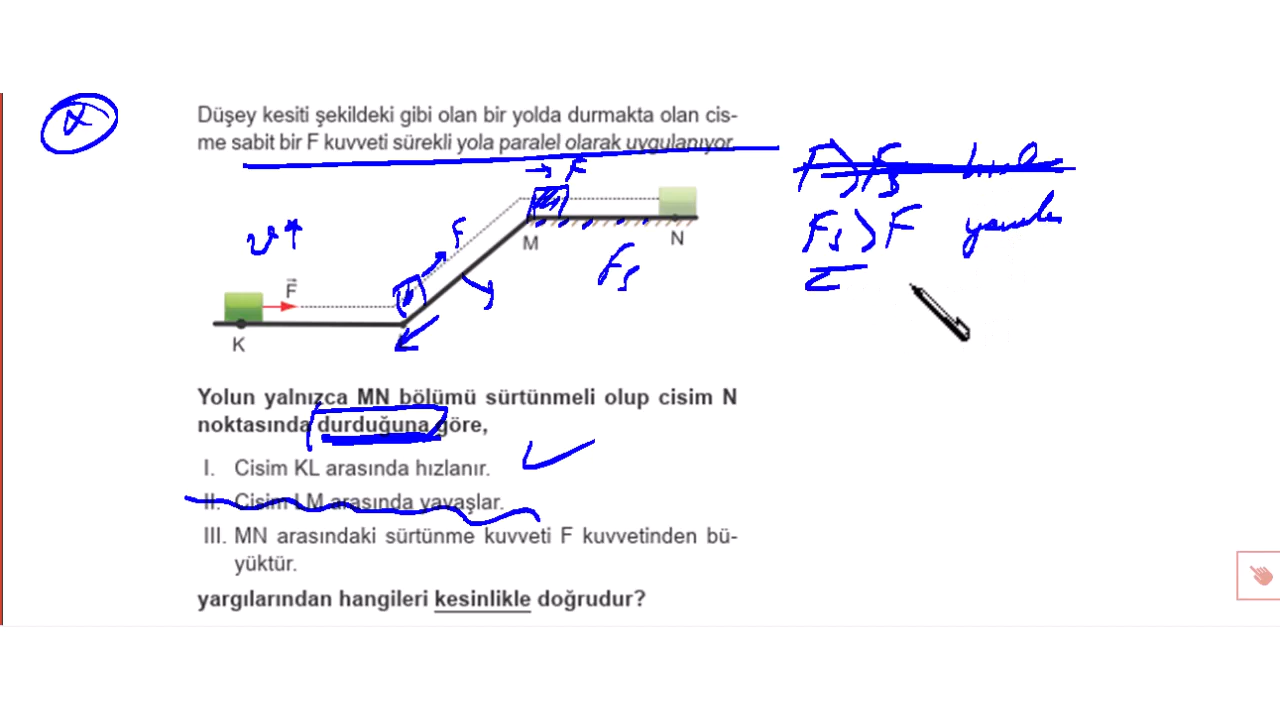 Düşey kesiti şekildeki gibi olan bir yolda durmakta olan cis-
me sabit bir F kuvveti sürekli yola paralel olarak uygulanıyor.
F
F
F
M
N
Fs
K
Fs > F
Yolun yalnızca MN bölümü sürtünmeli olup cisim N
noktasında durduğuna göre,
I. Cisim KL arasında hızlanır.
II. Cisim LM arasında yavaşlar.
III. MN arasındaki sürtünme kuvveti F kuvvetinden bü-
yüktür.
yargılarından hangileri kesinlikle doğrudur?